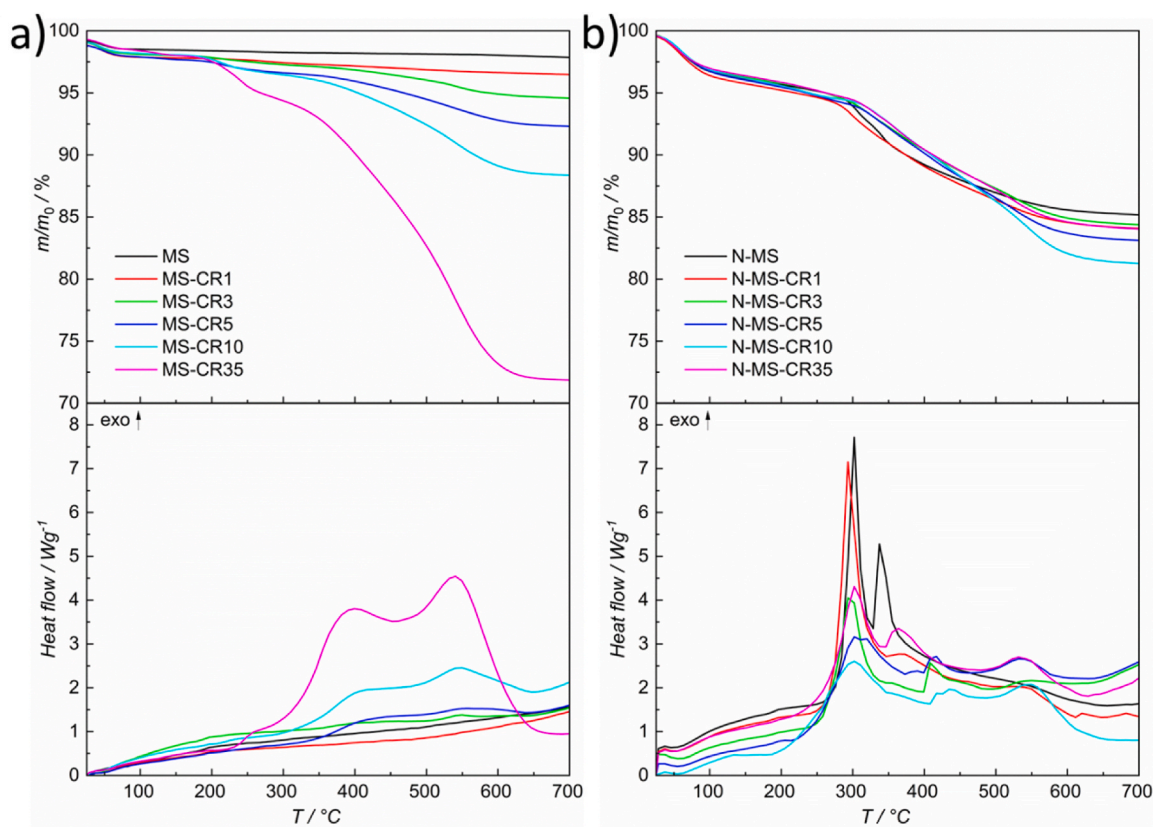 a)
100
95
90
85
80
75
70
m/m0 / %
MS
MS-CR1
MS-CR3
MS-CR5
MS-CR10
MS-CR35
exo
8
7
6
5
4
3
2
1
0
Heat flow / Wg-1
100 200 300 400 500 600 700
T / °C
b)
100
95
90
85
80
75
70
m/m0 / %
N-MS
N-MS-CR1
N-MS-CR3
N-MS-CR5
N-MS-CR10
N-MS-CR35
exo
8
7
6
5
4
3
2
1
0
Heat flow / Wg-1
100 200 300 400 500 600 700
T / °C